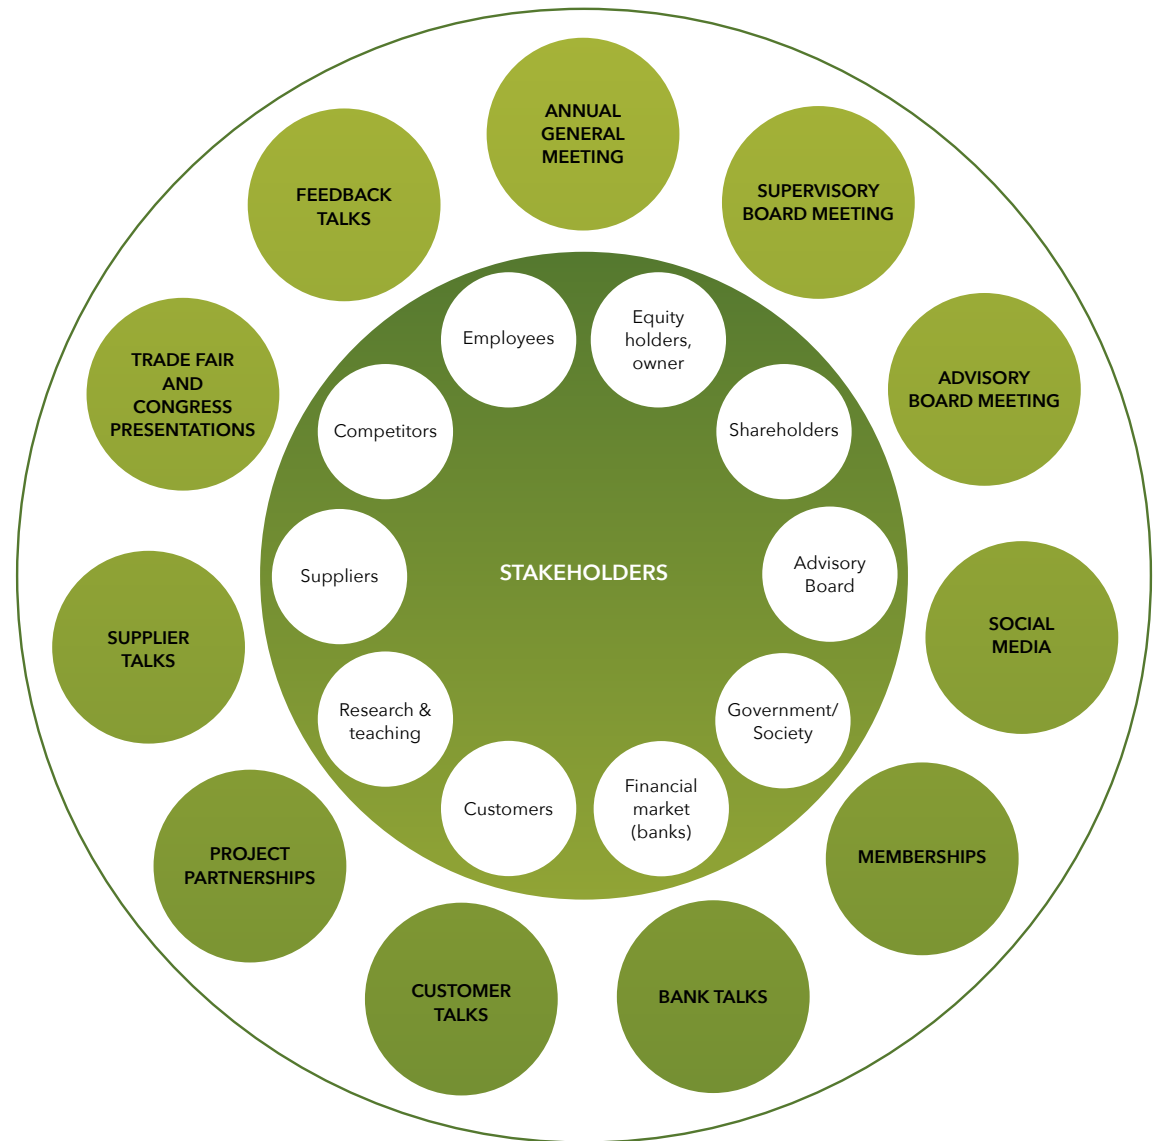 ANNUAL
GENERAL
MEETING
SUPERVISORY
BOARD MEETING
ADVISORY
BOARD MEETING
SOCIAL
MEDIA
MEMBERSHIPS
BANK TALKS
CUSTOMER
TALKS
PROJECT
PARTNERSHIPS
SUPPLIER
TALKS
TRADE FAIR
AND
CONGRESS
PRESENTATIONS
FEEDBACK
TALKS
Employees
Equity
holders,
owner
Shareholders
Advisory
Board
Government/
Society
Financial
market
(banks)
Customers
Research &
teaching
Suppliers
Competitors
STAKEHOLDERS